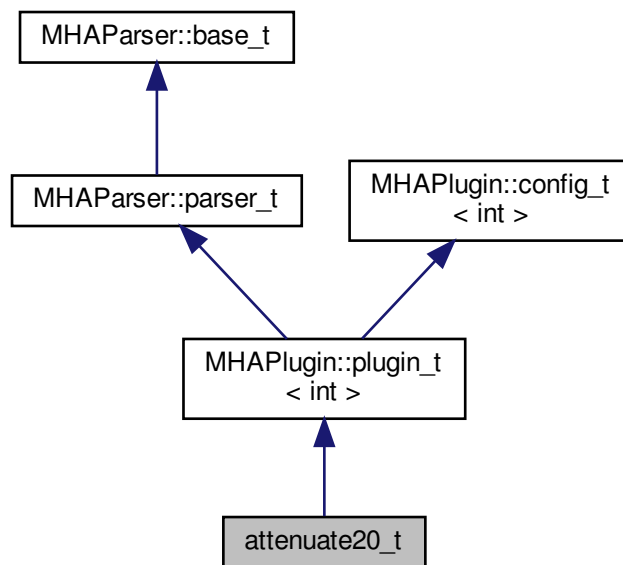 MHAParser::base_t
MHAParser::parser_t
MHAPlugin::config_t
< int >
MHAPlugin::plugin_t
< int >
attenuate20_t